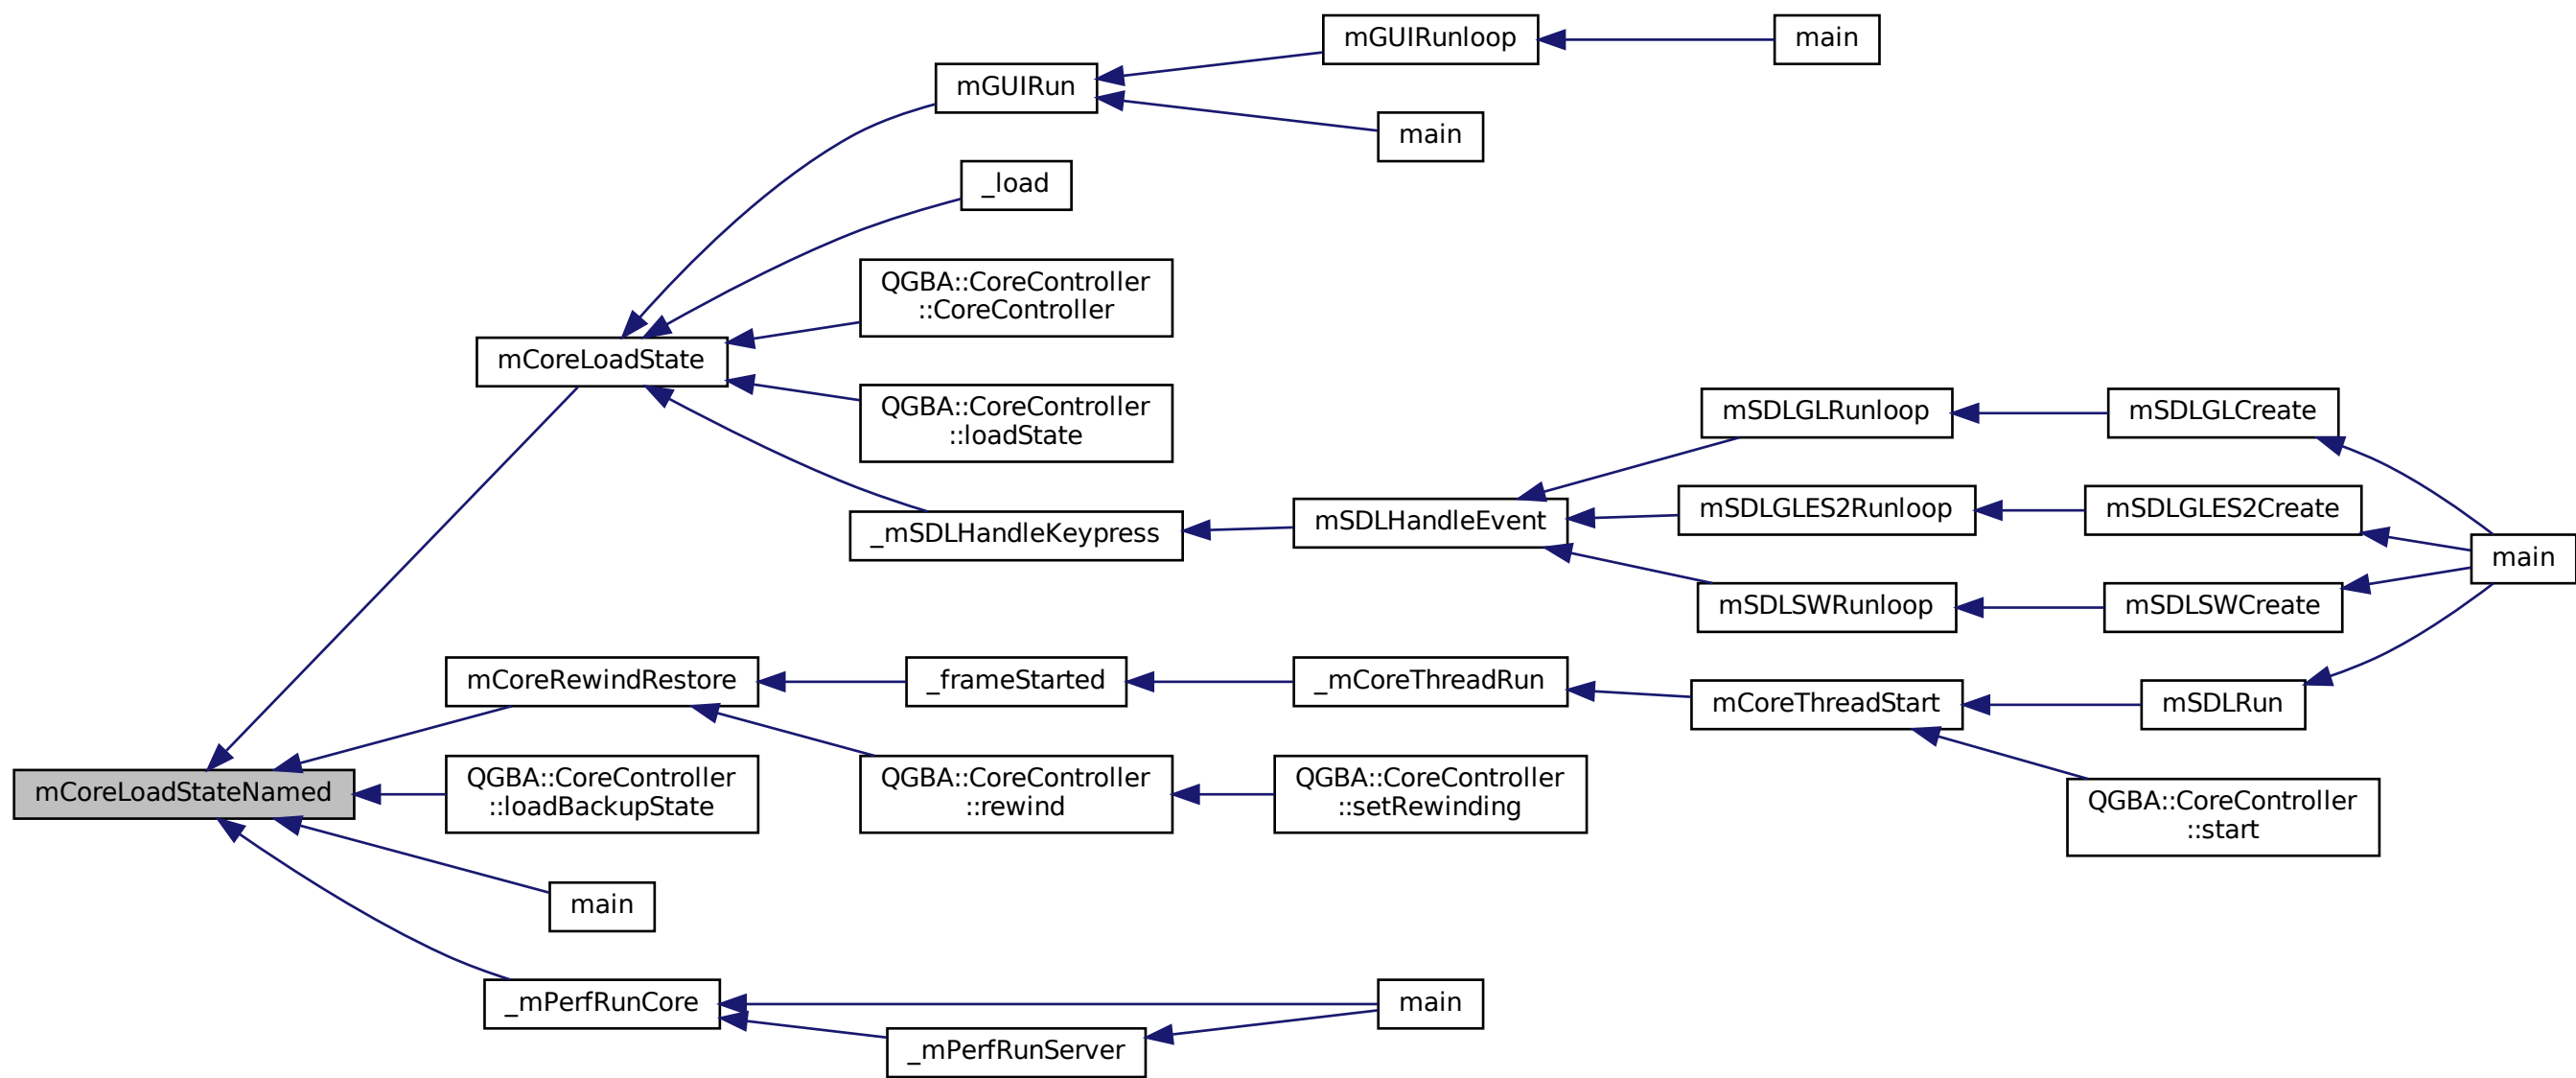 mGUIRunloop
main
mGUIRun
main
_load
QGBA::CoreController
::CoreController
mCoreLoadState
QGBA::CoreController
::loadState
mSDLGLRunloop
mSDLGLCreate
mSDLHandleEvent
mSDLGLES2Runloop
mSDLGLES2Create
_mSDLHandleKeypress
main
mSDLSWRunloop
mSDLSWCreate
mCoreRewindRestore
_frameStarted
_mCoreThreadRun
mCoreThreadStart
mSDLRun
mCoreLoadStateNamed
QGBA::CoreController
::loadBackupState
QGBA::CoreController
::rewind
QGBA::CoreController
::setRewinding
QGBA::CoreController
::start
main
_mPerfRunCore
main
_mPerfRunServer